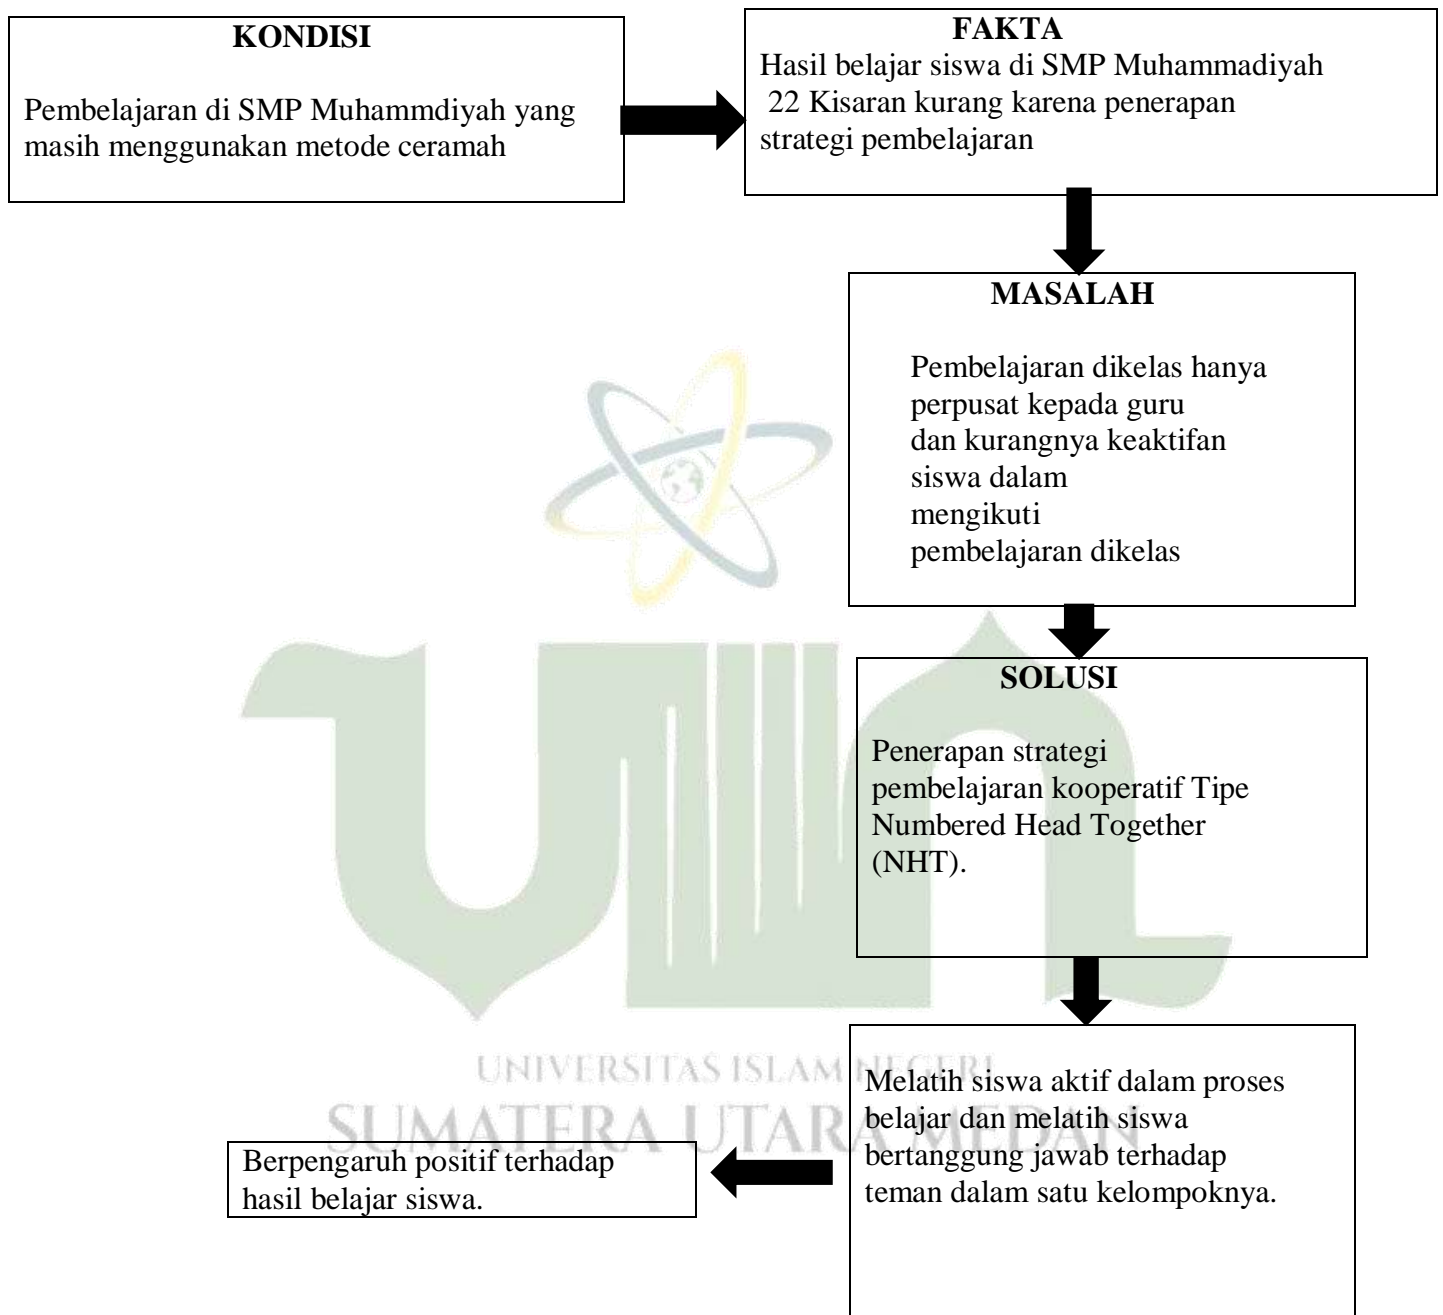 KONDISI
Pembelajaran di SMP Muhammdiyah yang
masih menggunakan metode ceramah
FAKTA
Hasil belajar siswa di SMP Muhammadiyah
22 Kisaran kurang karena penerapan
strategi pembelajaran
MASALAH
Pembelajaran dikelas hanya
perpusat kepada guru
dan kurangnya keaktifan
siswa dalam
mengikuti
pembelajaran dikelas
SOLUSI
Penerapan strategi
pembelajaran kooperatif Tipe
Numbered Head Together
(NHT).
Melatih siswa aktif dalam proses
belajar dan melatih siswa
bertanggung jawab terhadap
teman dalam satu kelompoknya.
Berpengaruh positif terhadap
hasil belajar siswa.
UNIVERSITAS ISLAM NEGERI
SUMATERA UTARA MEDAN